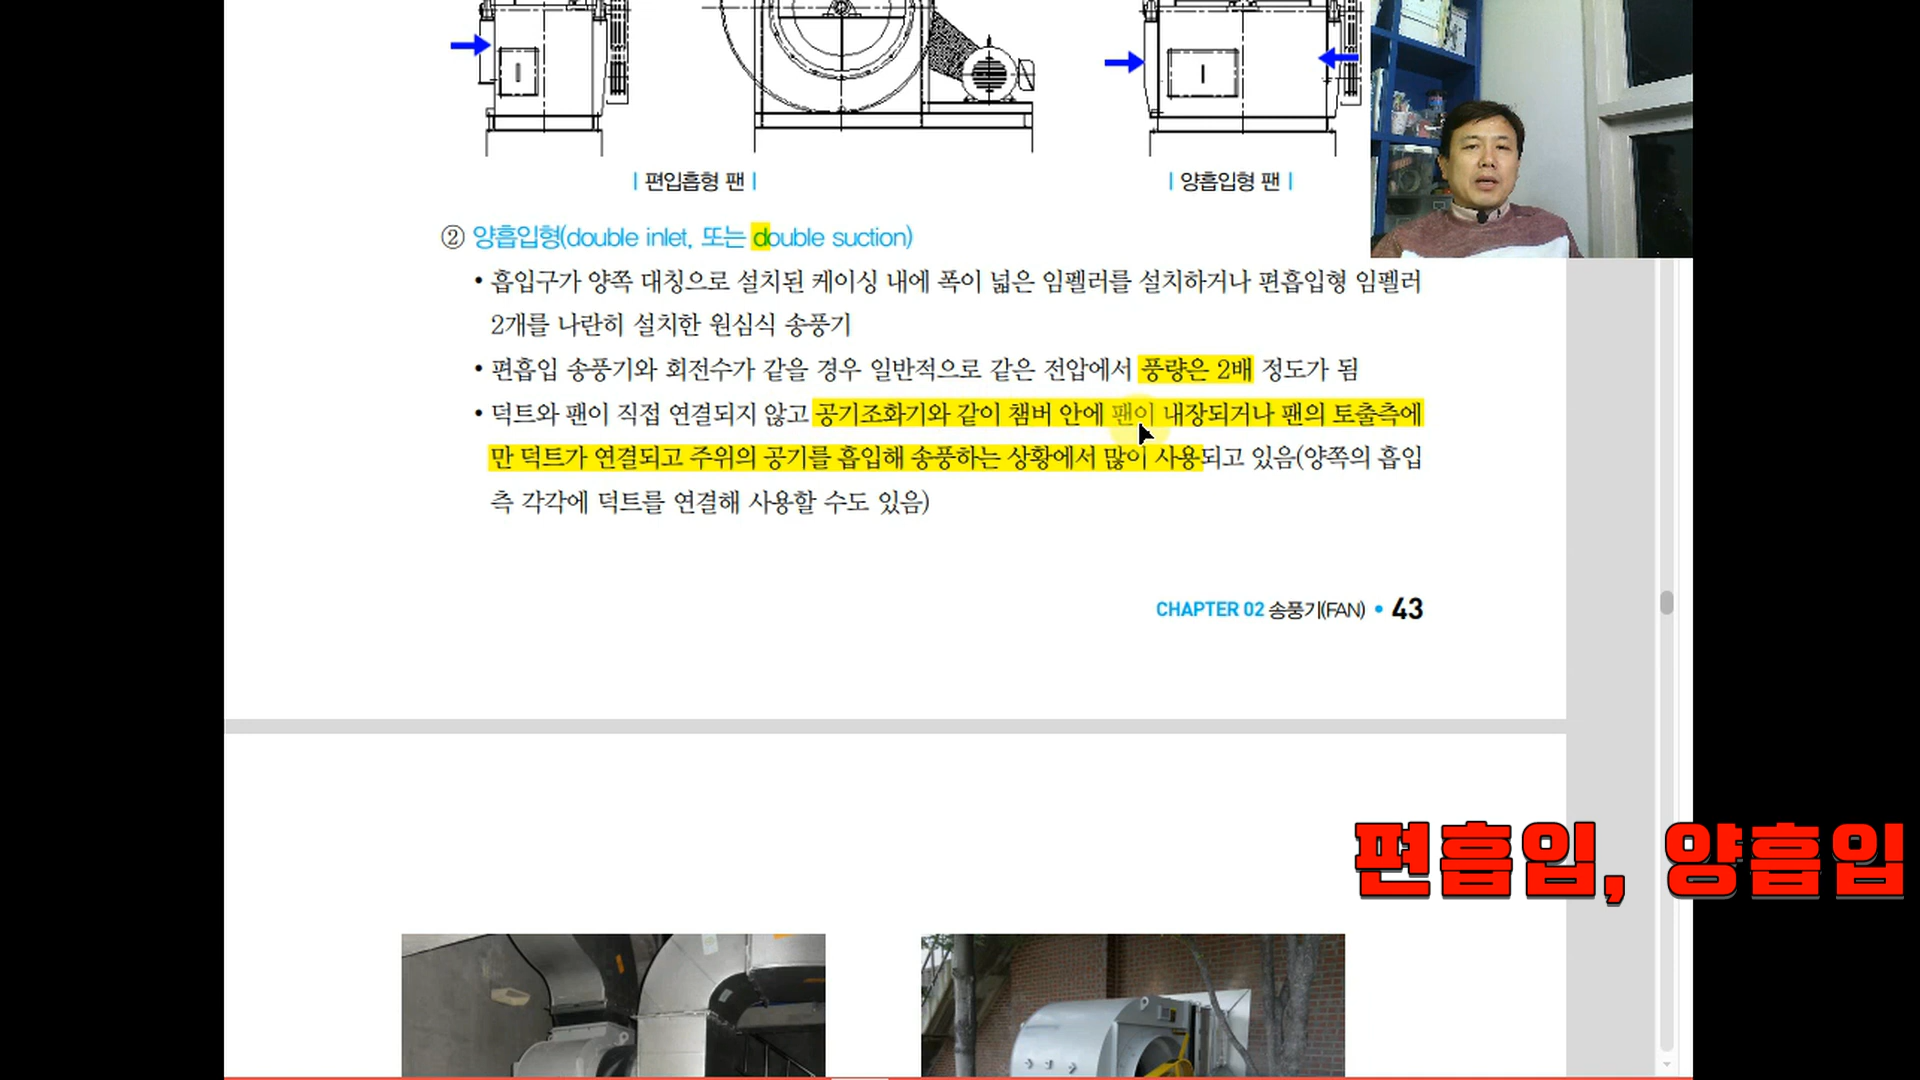 | 편입흡형 팬 |
| 양흡입형 팬 |
② 양흡입형(double inlet, 또는 double suction)
• 흡입구가 양쪽 대칭으로 설치된 케이싱 내에 폭이 넓은 임펠러를 설치하거나 편흡입형 임펠러
2개를 나란히 설치한 원심식 송풍기
• 편흡입 송풍기와 회전수가 같을 경우 일반적으로 같은 전압에서 풍량은 2배 정도가 됨
• 덕트와 팬이 직접 연결되지 않고 공기조화기와 같이 챔버 안에 팬이 내장되거나 팬의 토출측에
만 덕트가 연결되고 주위의 공기를 흡입해 송풍하는 상황에서 많이 사용되고 있음(양쪽의 흡입
측 각각에 덕트를 연결해 사용할 수도 있음)
CHAPTER 02 송풍기(FAN) • 43
편흡입, 양흡입